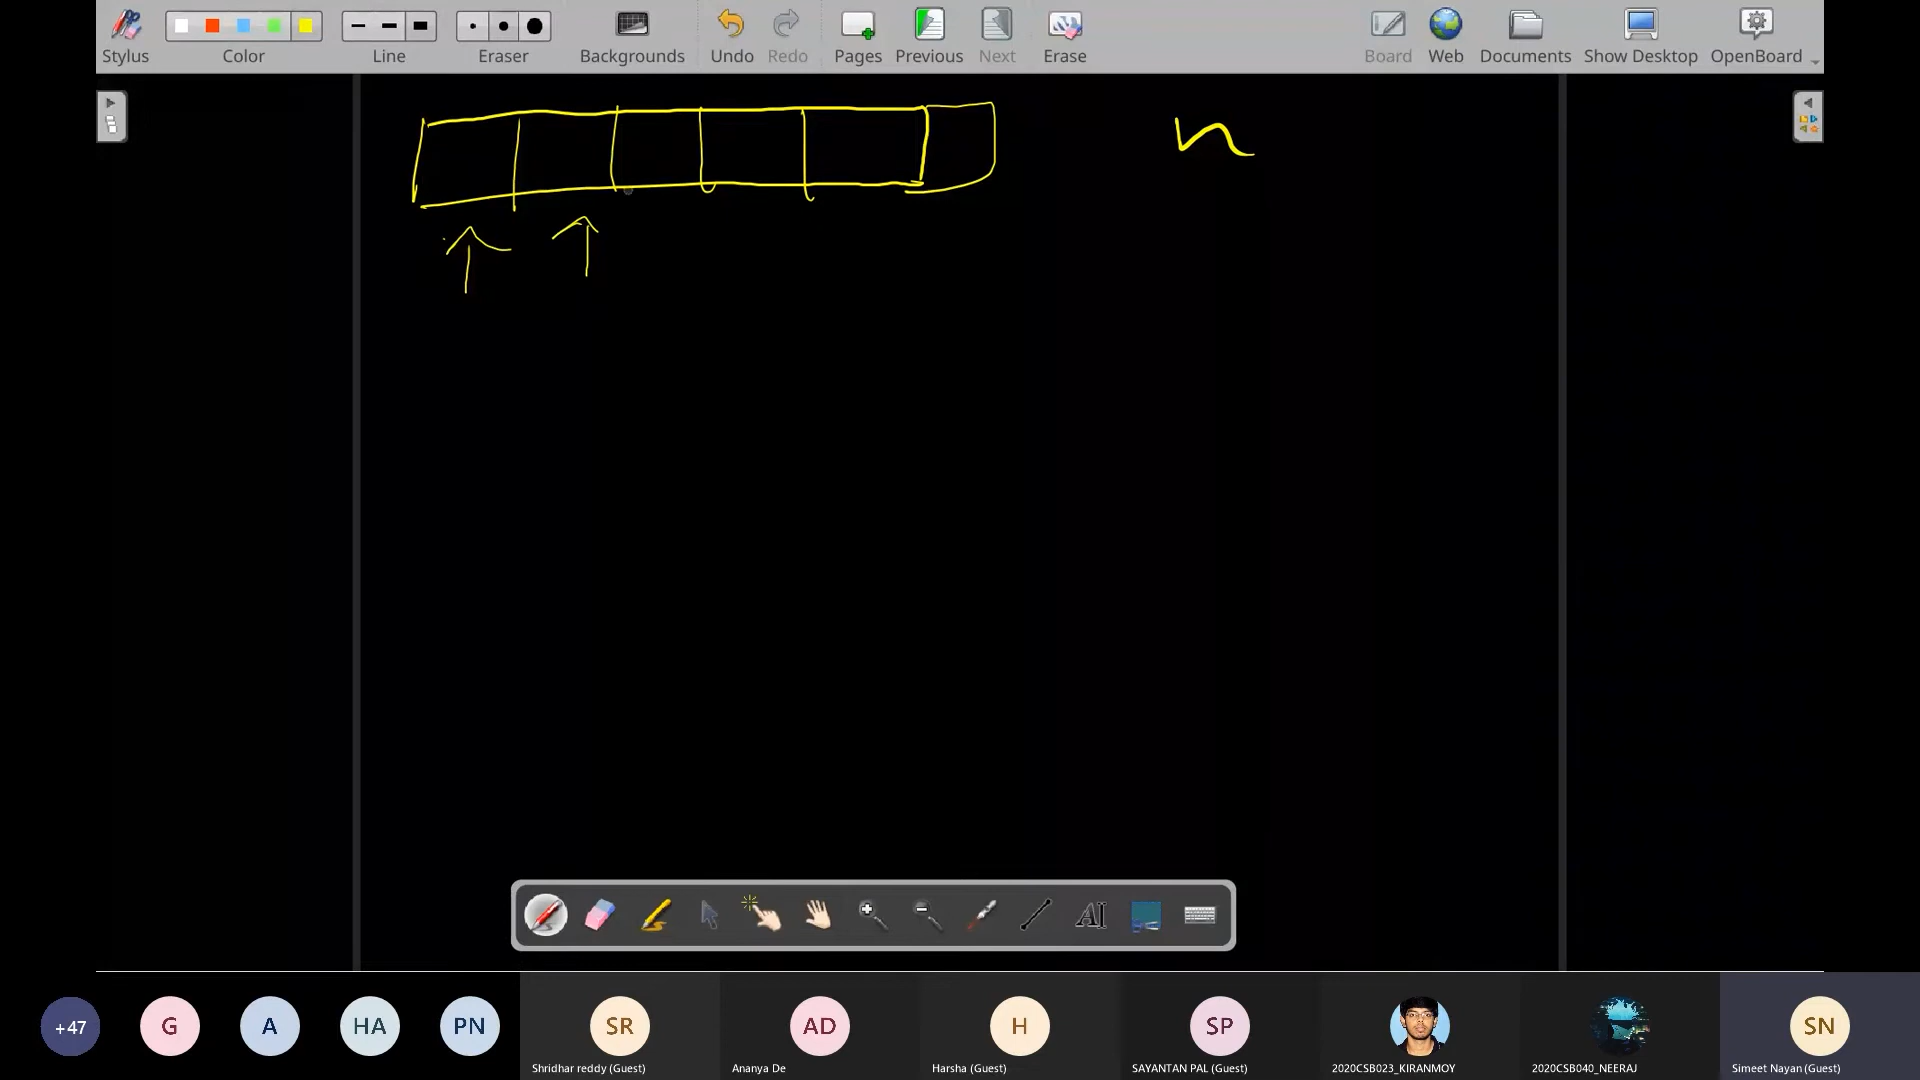 Stylus Color Line Eraser Backgrounds Undo Redo Pages Previous Next Erase Board Web Documents Show Desktop OpenBoard
n
AI
+47 G A HA PN SR AD H SP SN
Shridhar reddy (Guest) Ananya De Harsha (Guest) SAYANTAN PAL (Guest) 2020CSB023_KIRANMOY 2020CSB040_NEERAJ Simeet Nayan (Guest)